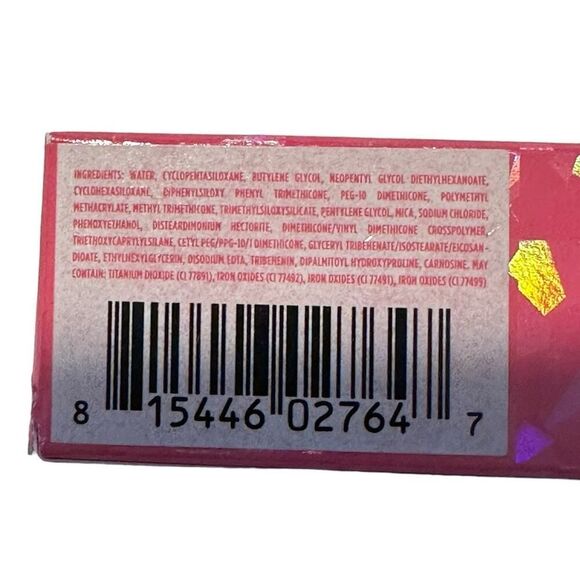 INGREDIENTS: WATER, CYCLOPENTASILOXANE, BUTYLENE GLYCOL, NEOPENTYL GLYCOL DIETHYLHEXANOATE,
CYCLOHEXASILOXANE, DIPHENYLSILOXY PHENYL TRIMETHICONE, PEG-10 DIMETHICONE, POLYMETHYL
METHACRYLATE, METHYL TRIMETHICONE, TRIMETHYLSILOXYSILICATE, PENTYLENE GLYCOL, MICA, SODIUM CHLORIDE,
PHENOXYETHANOL, DISTEARDIMONIUM HECTORITE, DIMETHICONE/VINYL DIMETHICONE CROSSPOLYMER,
TRIETHOXYCAPRYLYLSILANE, CETYL PEG/PPG-10/1 DIMETHICONE, GLYCERYL TRIBEHENATE/ISOSTEARATE/EICOSAN-
DIOATE, ETHYLHEXYLGLYCERIN, DISODIUM EDTA, TRIBEHENIN, DIPALMITOYL HYDROXYPROLINE, CARNOSINE. MAY
CONTAIN: TITANIUM DIOXIDE (CI 77891), IRON OXIDES (CI 77492), IRON OXIDES (CI 77491), IRON OXIDES (CI 77499)
8 15446 02764 7